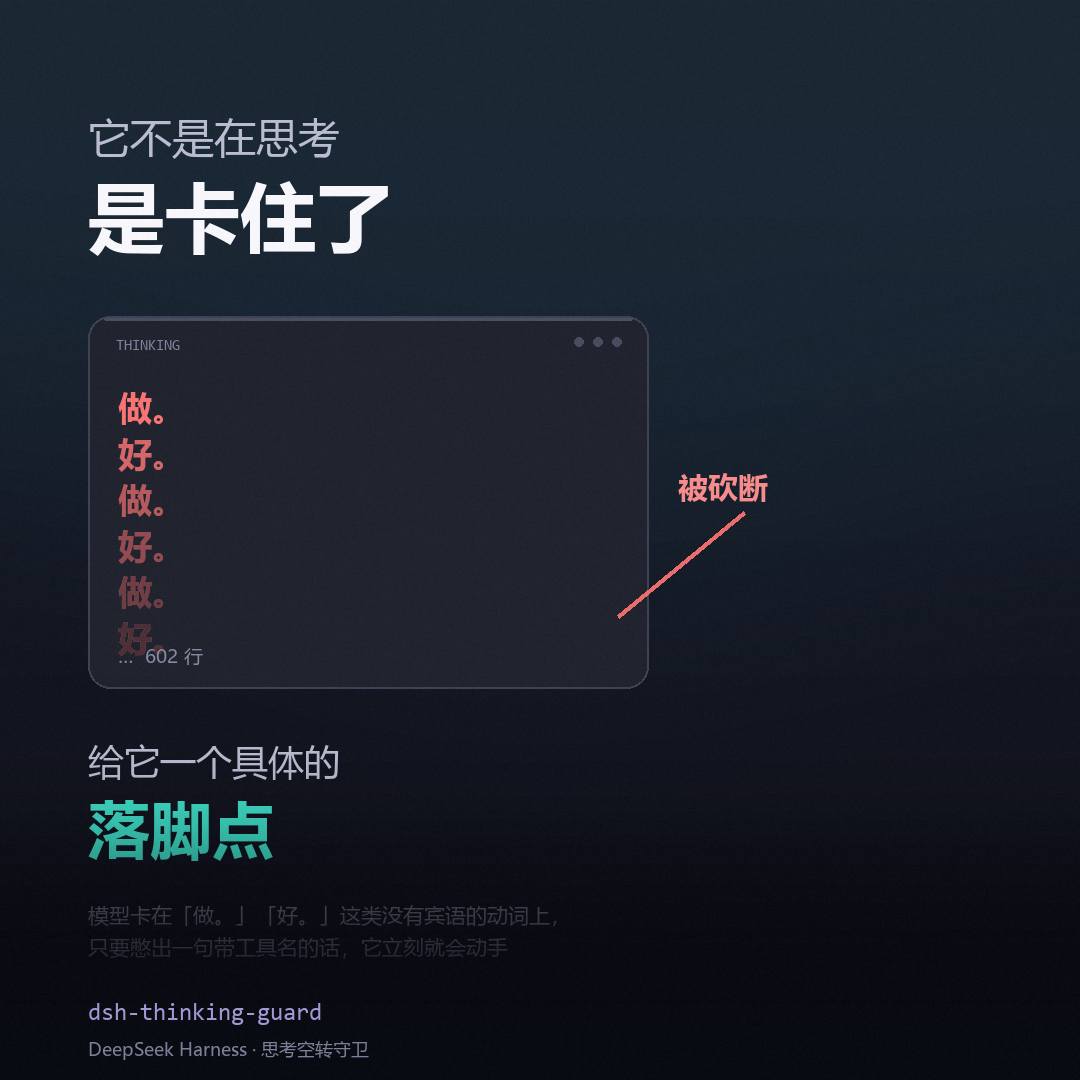 它不是在思考
是卡住了
THINKING
做。
好。
做。
好。
做。
好。
... 602 行
被砍断
给它一个具体的
落脚点
模型卡在「做。」「好。」这类没有宾语的动词上，
只要憋出一句带工具名的话，它立刻就会动手
dsh-thinking-guard
DeepSeek Harness · 思考空转守卫